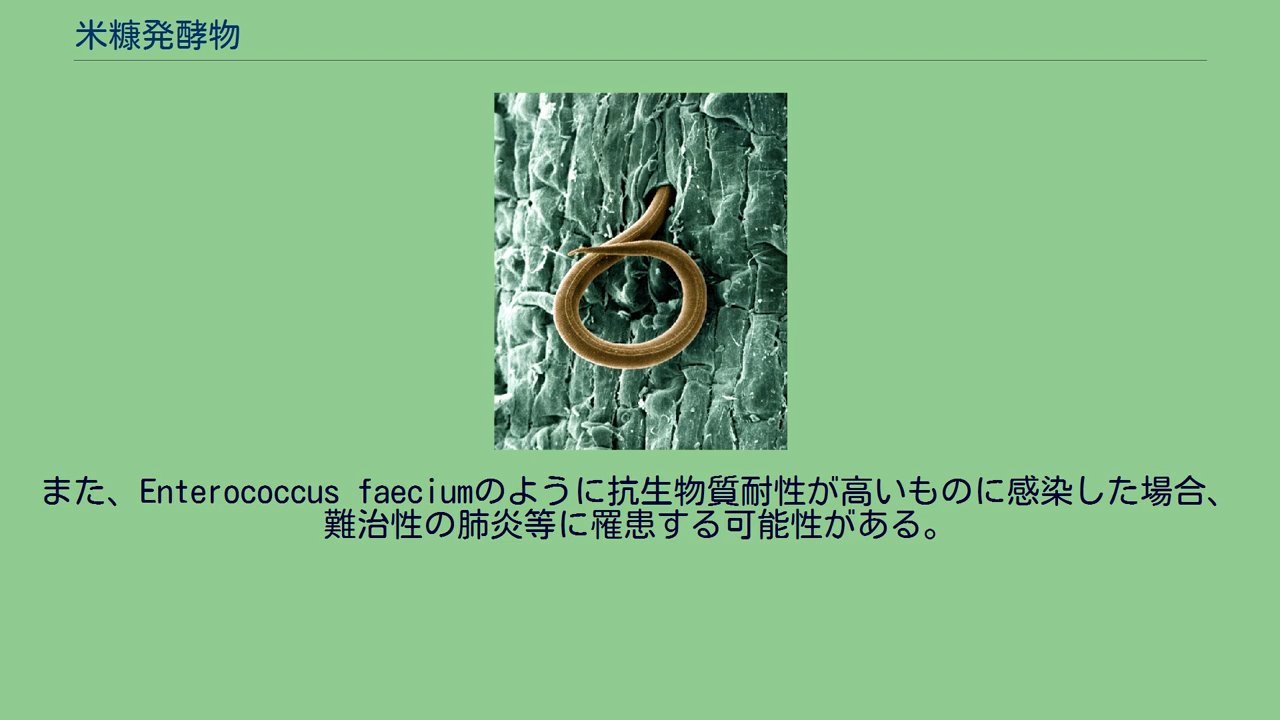 米糠発酵物
また、Enterococcus faeciumのように抗生物質耐性が高いものに感染した場合、
難治性の肺炎等に罹患する可能性がある。